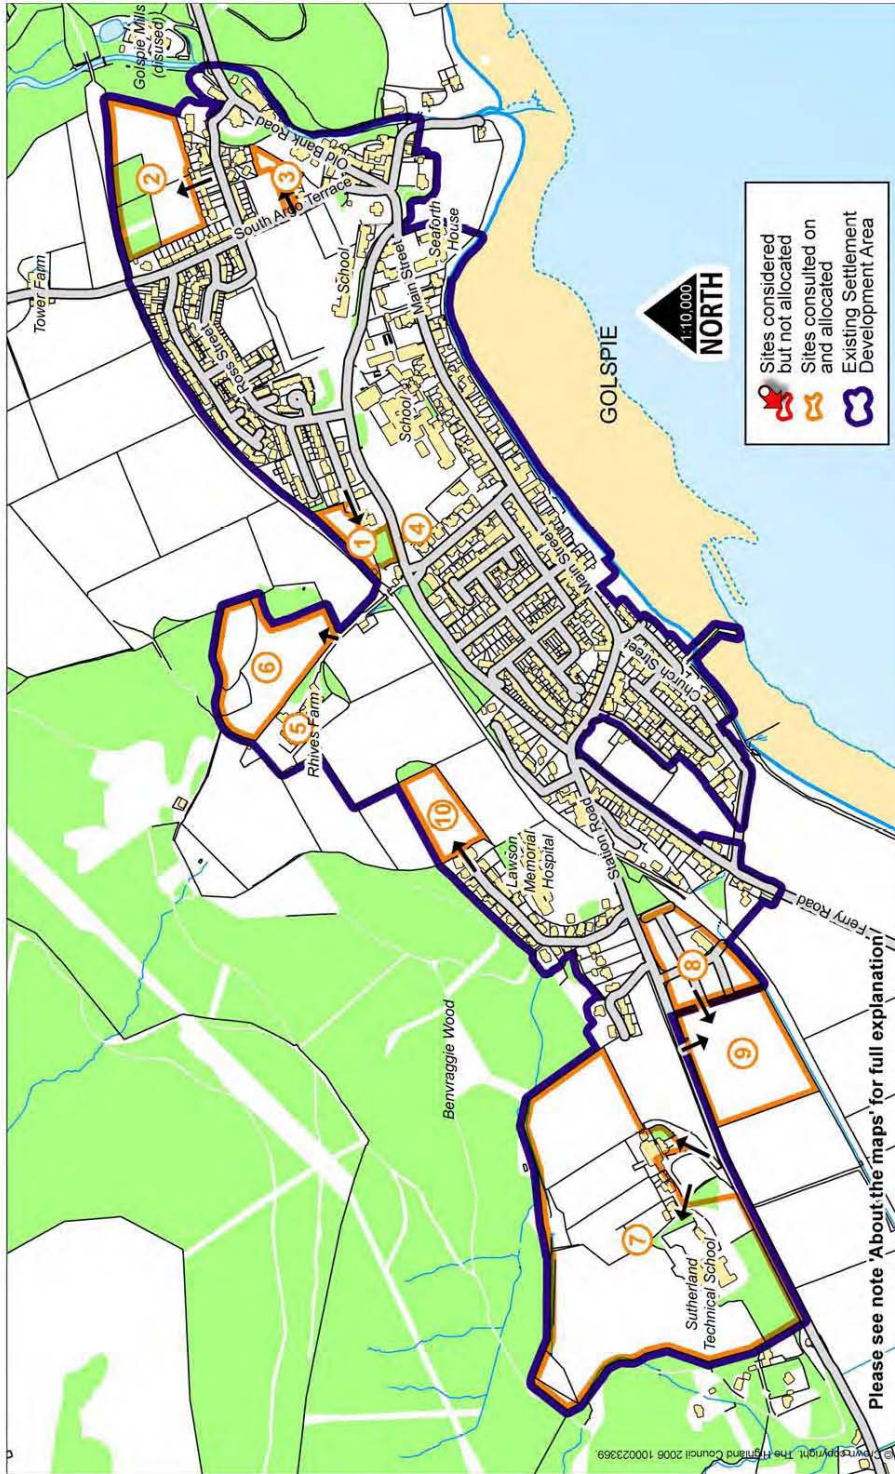 Golspie Mills
(disused)
Tower Farm
2
Old Bank Road
3
South Argo Terrace
School
Ross Street
Main Street
Seaforth
House
School
1
4
6
5
Rhives Farm
10
Lawson
Memorial
Hospital
Main Street
Church Street
Station Road
Ferry Road
Benvraggie Wood
8
9
7
Sutherland
Technical School
GOLSPIE
1:10,000
NORTH
Sites considered
but not allocated
Sites consulted on
and allocated
Existing Settlement
Development Area
Please see note 'About the maps' for full explanation
© Crown copyright. The Highland Council 2006 100023369.